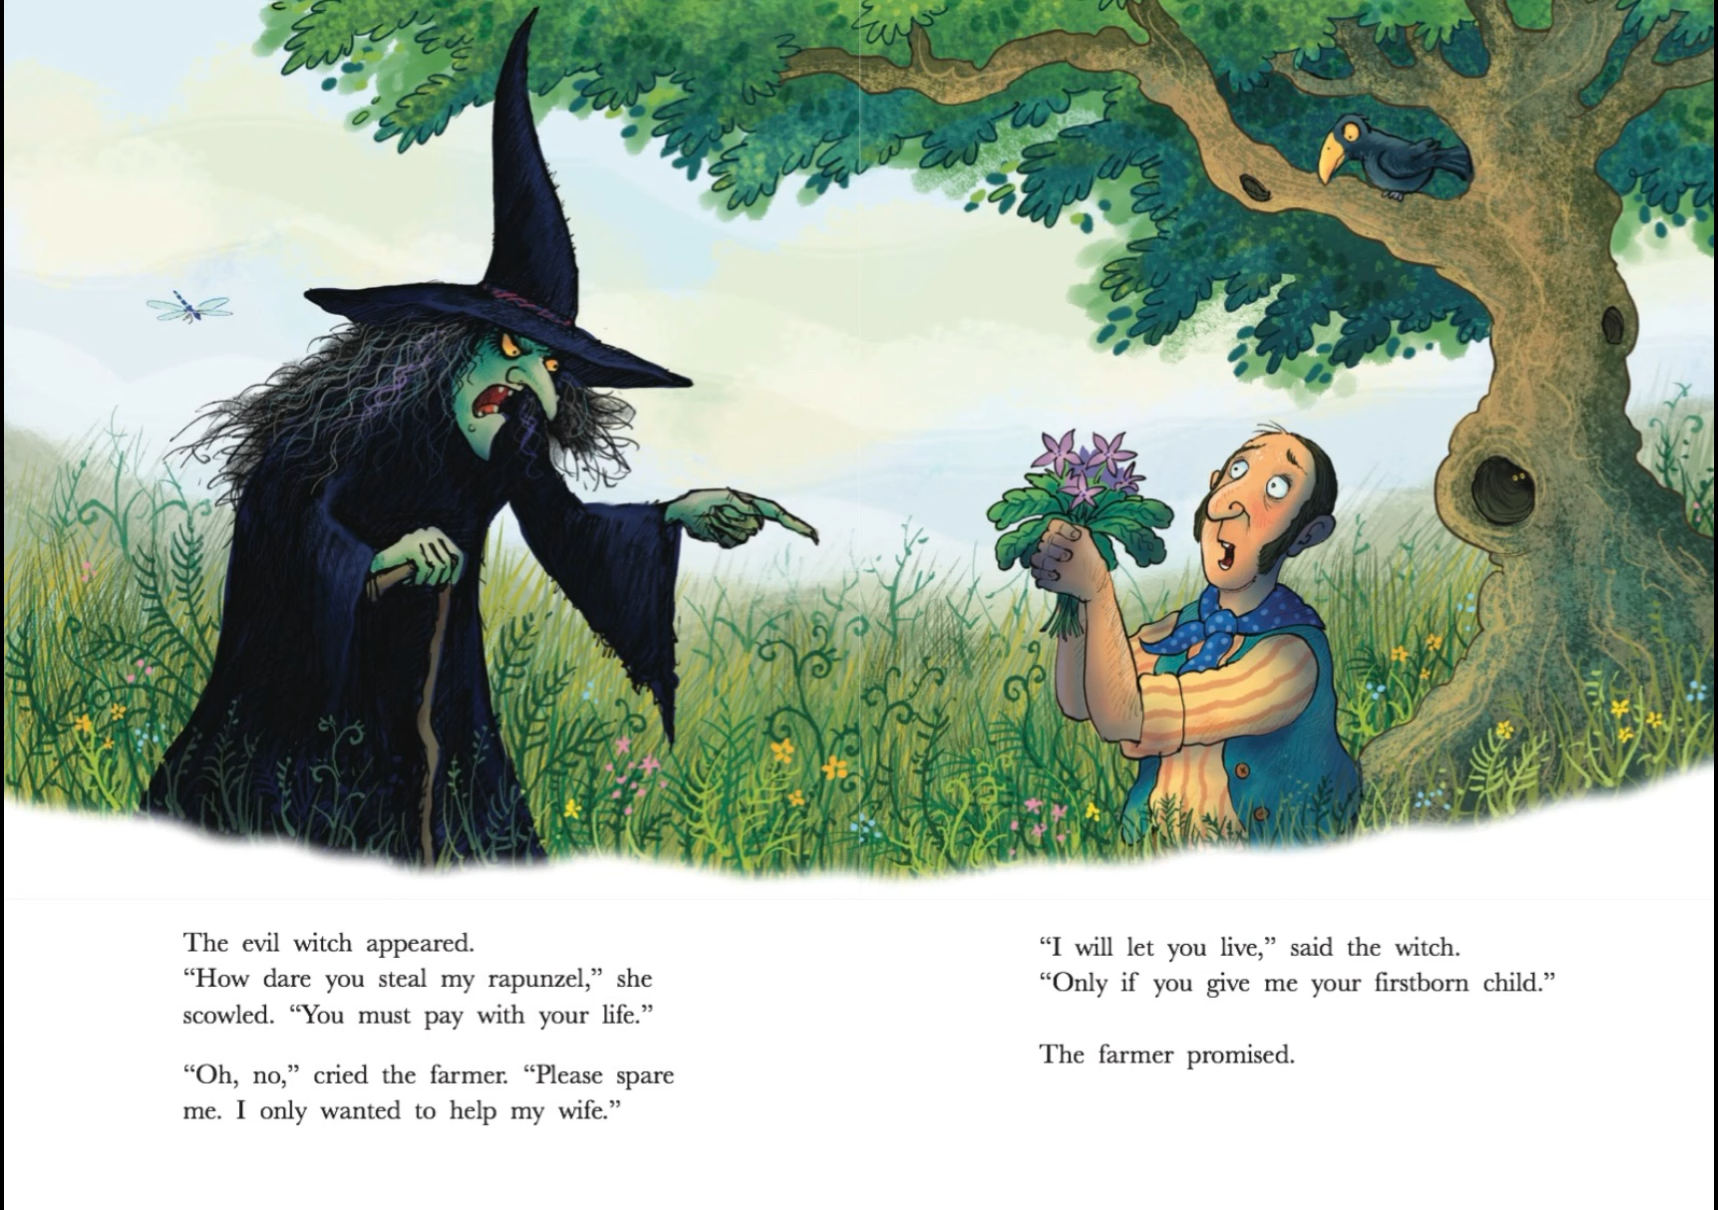 The evil witch appeared.
“How dare you steal my rapunzel,” she
scowled. “You must pay with your life.”
“Oh, no,” cried the farmer. “Please spare
me. I only wanted to help my wife.”
“I will let you live,” said the witch.
“Only if you give me your firstborn child.”
The farmer promised.